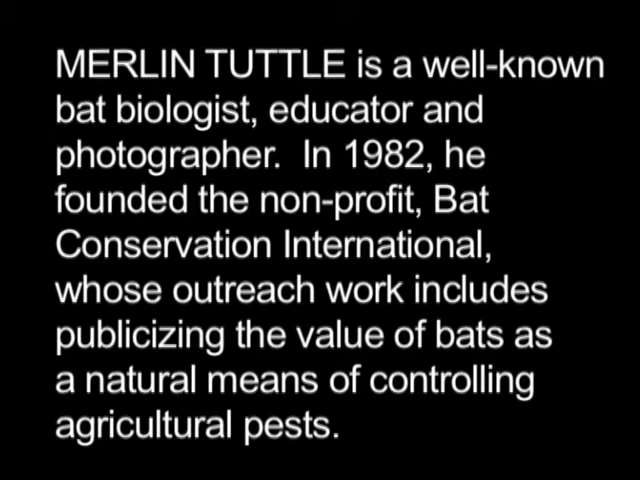 MERLIN TUTTLE is a well-known
bat biologist, educator and
photographer.  In 1982, he
founded the non-profit, Bat
Conservation International,
whose outreach work includes
publicizing the value of bats as
a natural means of controlling
agricultural pests.